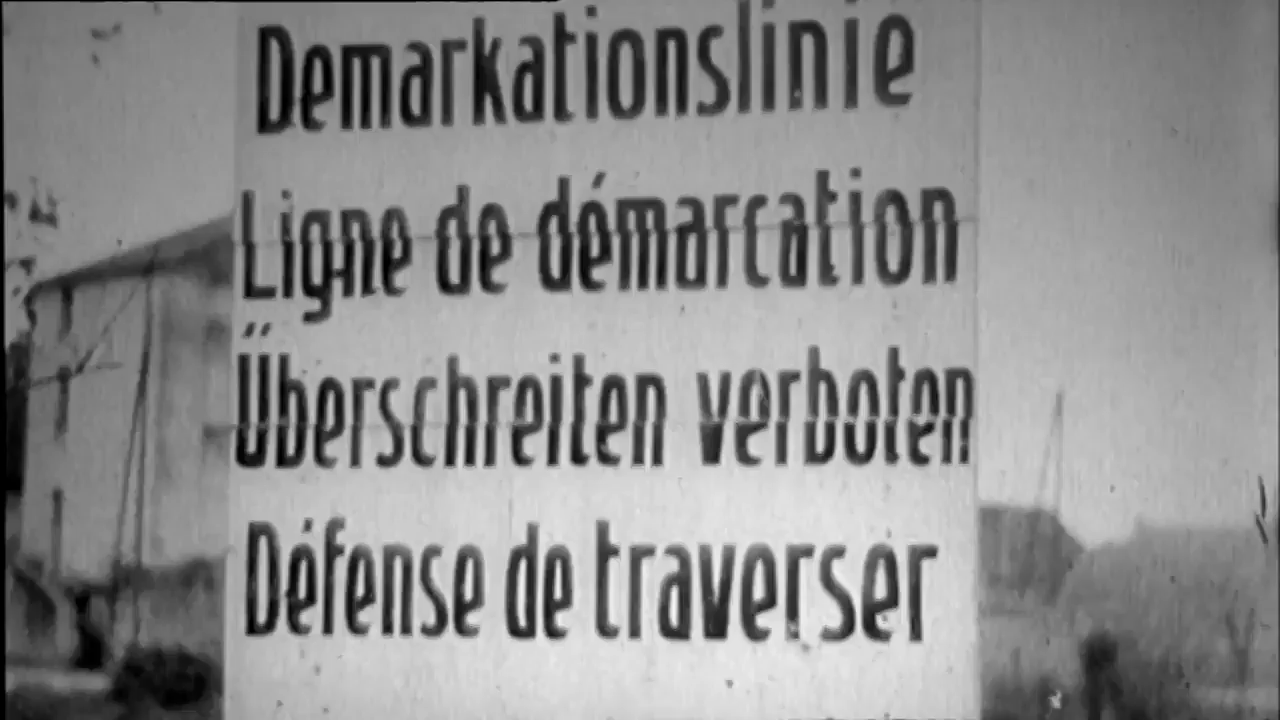 Demarkationslinie
Ligne de démarcation
Überschreiten verboten
Défense de traverser